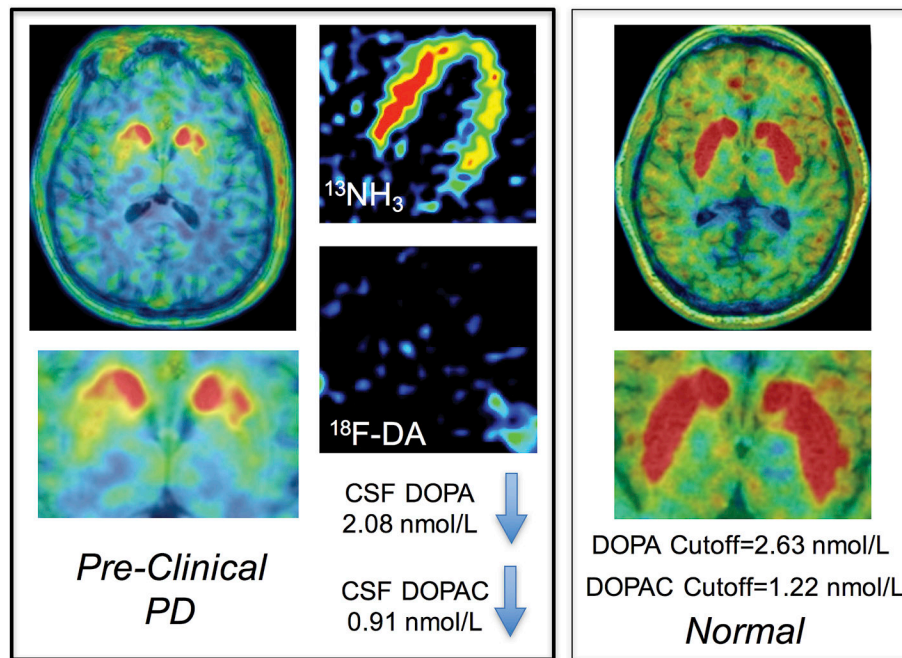 ¹³NH₃
¹⁸F-DA
CSF DOPA
2.08 nmol/L
CSF DOPAC
0.91 nmol/L
Pre-Clinical
PD
DOPA Cutoff=2.63 nmol/L
DOPAC Cutoff=1.22 nmol/L
Normal